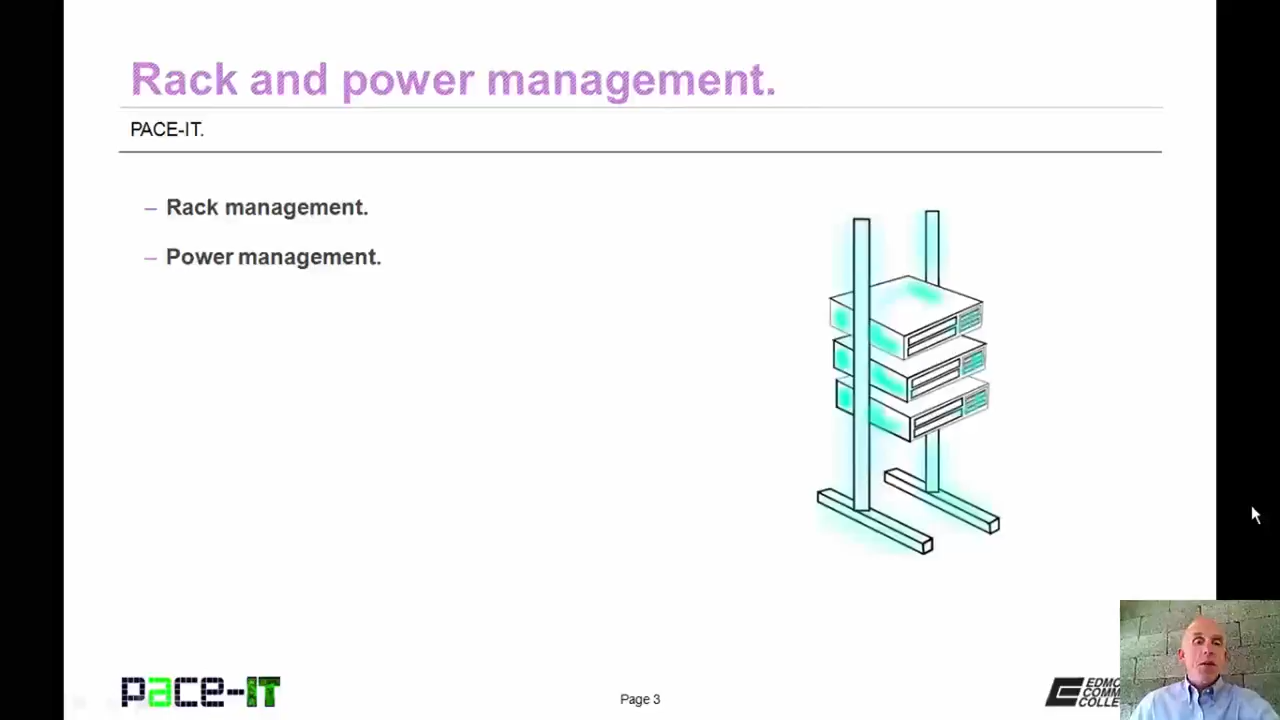 Rack and power management.
PACE-IT.
– Rack management.
– Power management.
pace-IT
Page 3